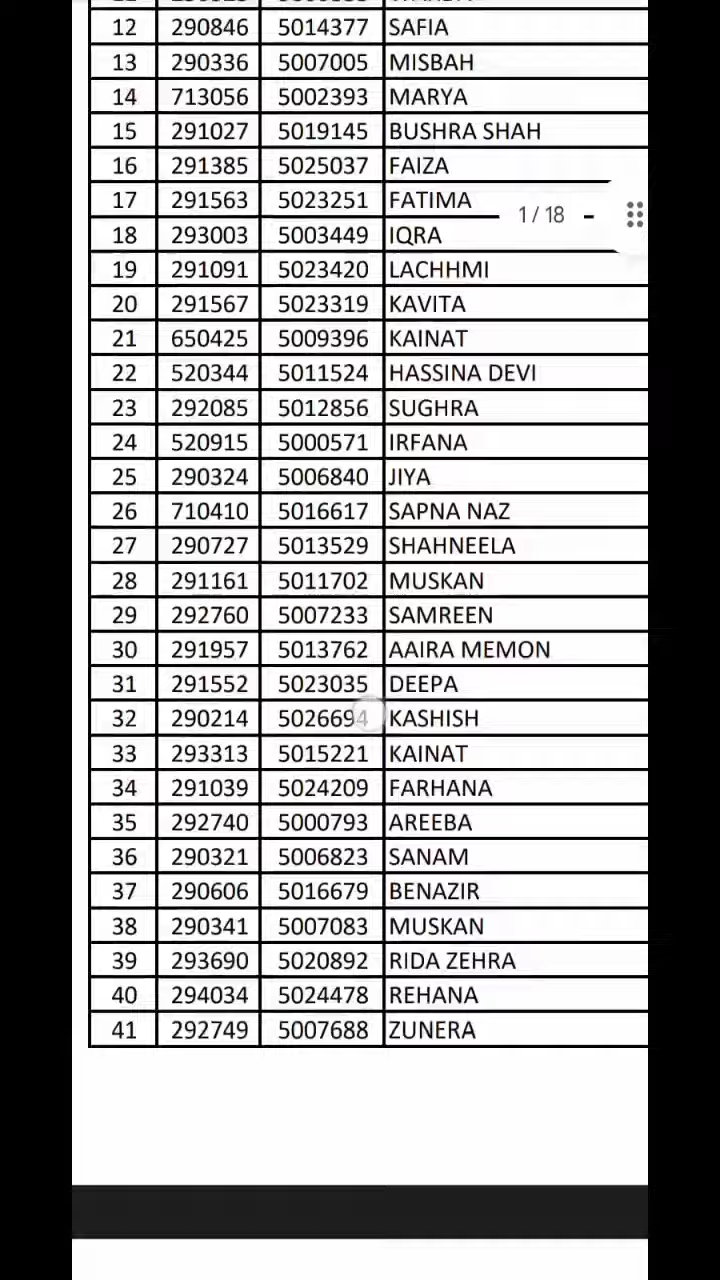 12 290846 5014377 SAFIA
13 290336 5007005 MISBAH
14 713056 5002393 MARYA
15 291027 5019145 BUSHRA SHAH
16 291385 5025037 FAIZA
17 291563 5023251 FATIMA
1 / 18
18 293003 5003449 IQRA
19 291091 5023420 LACHHMI
20 291567 5023319 KAVITA
21 650425 5009396 KAINAT
22 520344 5011524 HASSINA DEVI
23 292085 5012856 SUGHRA
24 520915 5000571 IRFANA
25 290324 5006840 JIYA
26 710410 5016617 SAPNA NAZ
27 290727 5013529 SHAHNEELA
28 291161 5011702 MUSKAN
29 292760 5007233 SAMREEN
30 291957 5013762 AAIRA MEMON
31 291552 5023035 DEEPA
32 290214 5026694 KASHISH
33 293313 5015221 KAINAT
34 291039 5024209 FARHANA
35 292740 5000793 AREEBA
36 290321 5006823 SANAM
37 290606 5016679 BENAZIR
38 290341 5007083 MUSKAN
39 293690 5020892 RIDA ZEHRA
40 294034 5024478 REHANA
41 292749 5007688 ZUNERA